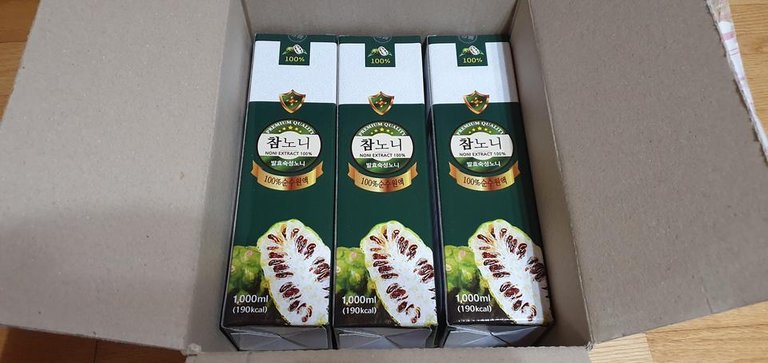 100%
PREMIUM QUALITY
참노니
NONI EXTRACT 100%
발효숙성노니
100%순수원액
1,000ml
(190kcal)
100%
PREMIUM QUALITY
참노니
NONI EXTRACT 100%
발효숙성노니
100%순수원액
1,000ml
(190kcal)
100%
PREMIUM QUALITY
참노니
NONI EXTRACT 100%
발효숙성노니
100%순수원액
1,000ml
(190kcal)